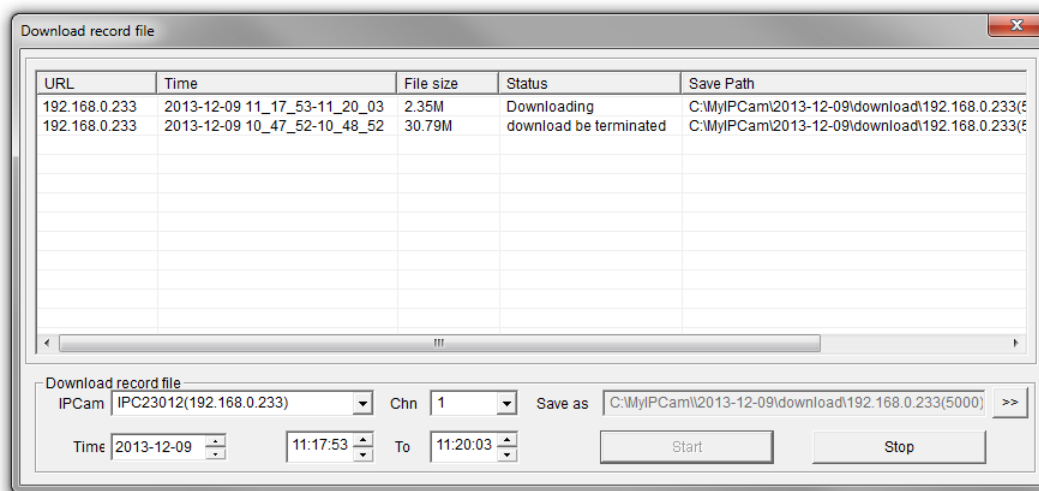 Download record file
URL Time File size Status Save Path
192.168.0.233 2013-12-09 11_17_53-11_20_03 2.35M Downloading C:\MyIPCam\2013-12-09\download\192.168.0.233(5
192.168.0.233 2013-12-09 10_47_52-10_48_52 30.79M download be terminated C:\MyIPCam\2013-12-09\download\192.168.0.233(5
Download record file
IPCam IPC23012(192.168.0.233) Chn 1 Save as C:\MyIPCam\\2013-12-09\download\192.168.0.233(5000) >>
Time 2013-12-09 11:17:53 To 11:20:03 Start Stop